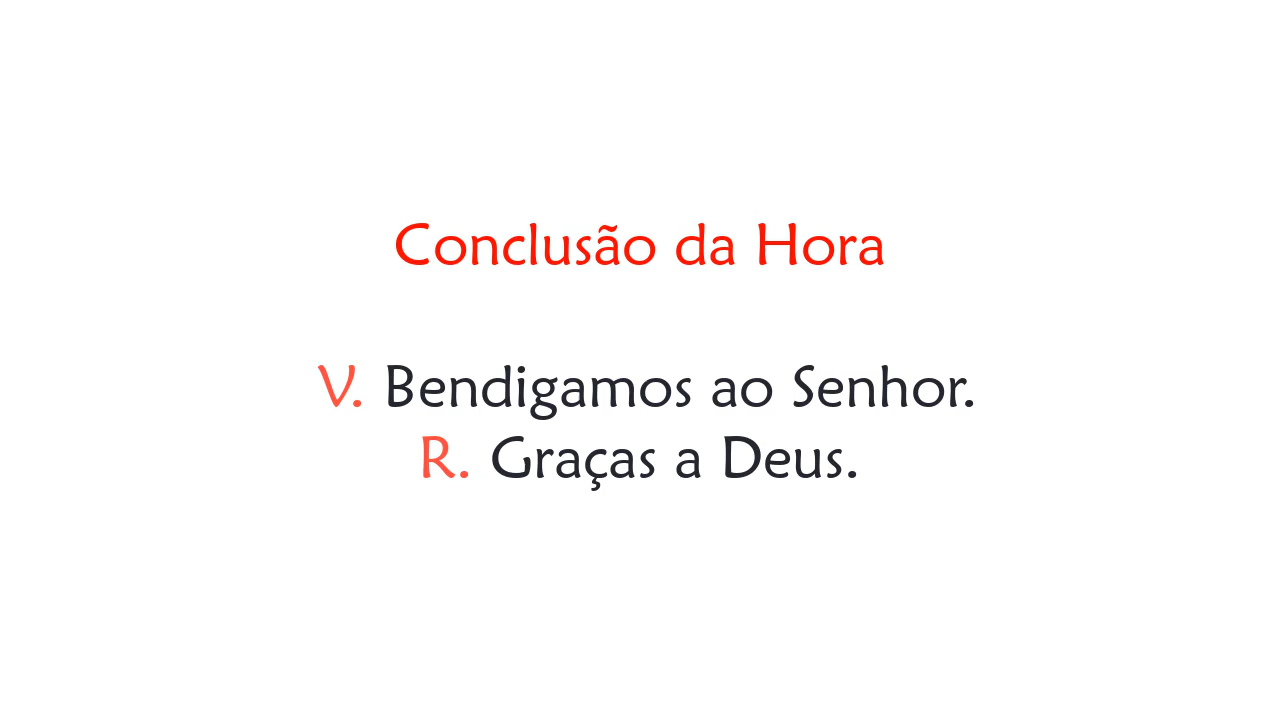 Conclusão da Hora
V. Bendigamos ao Senhor.
R. Graças a Deus.